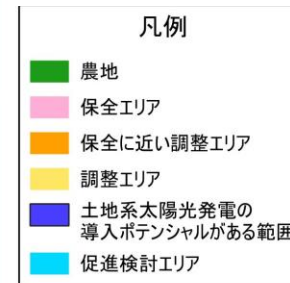 凡例
農地
保全エリア
保全に近い調整エリア
調整エリア
土地系太陽光発電の
導入ポテンシャルがある範囲
促進検討エリア